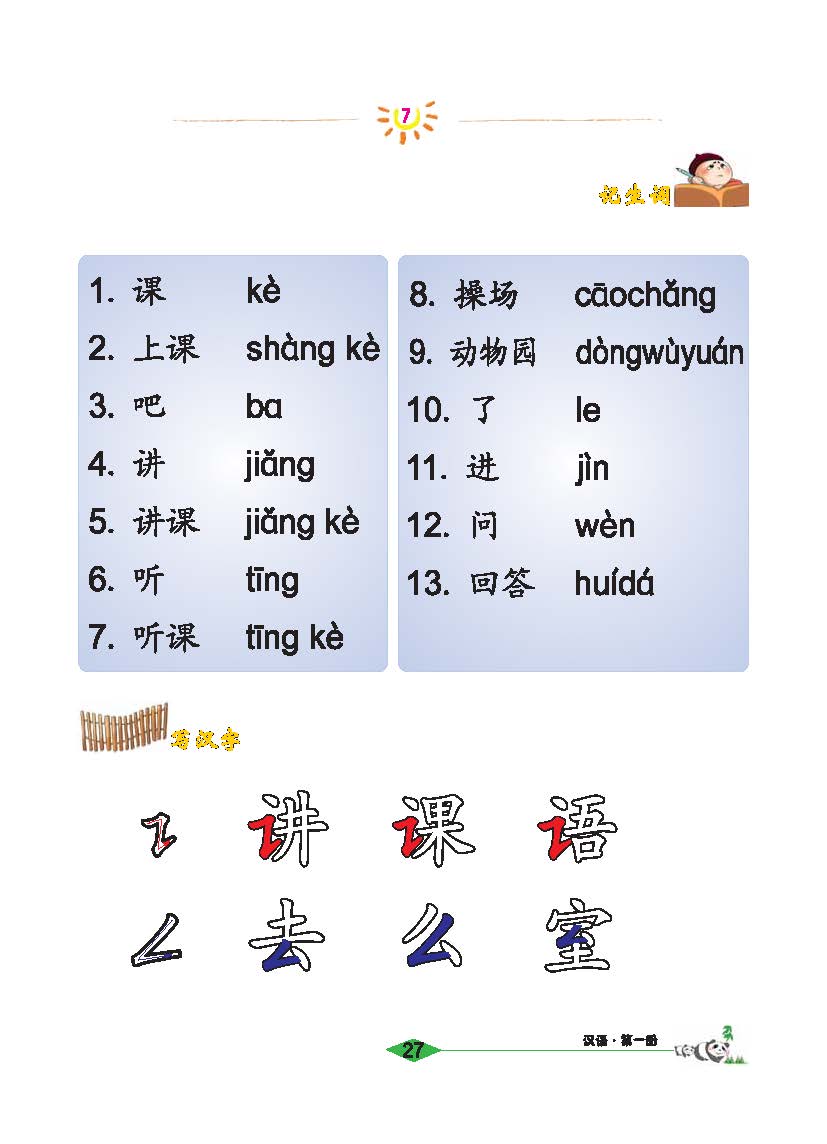 7
记生词
1. 课 kè
2. 上课 shàng kè
3. 吧 ba
4. 讲 jiǎng
5. 讲课 jiǎng kè
6. 听 tīng
7. 听课 tīng kè
8. 操场 cāochǎng
9. 动物园 dòngwùyuán
10. 了 le
11. 进 jìn
12. 问 wèn
13. 回答 huídá
写汉字
㇊ 讲 课 语
𠃋 去 么 室
27
汉语·第一册